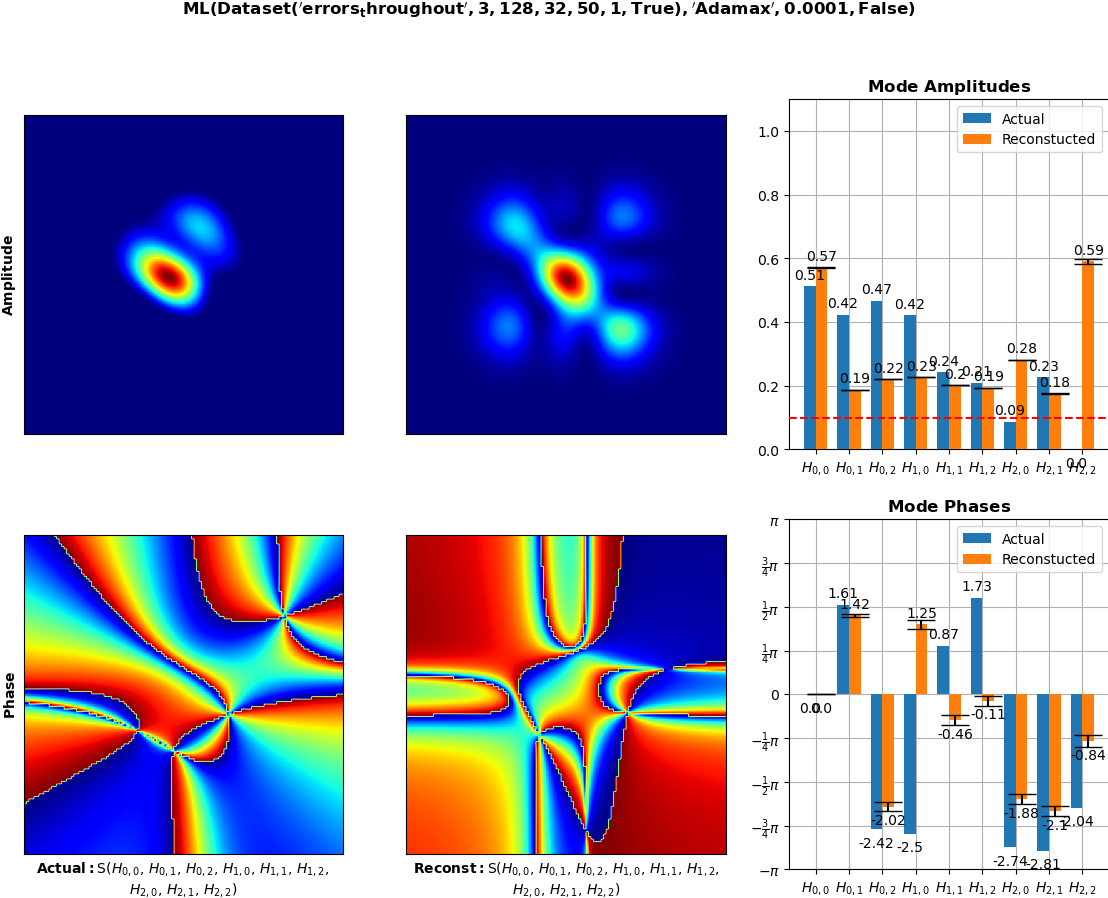 ML(Dataset('errors_throughout', 3, 128, 32, 50, 1, True), 'Adamax', 0.0001, False)
Amplitude
Mode Amplitudes
Actual
Reconstucted
1.0
0.8
0.6
0.4
0.2
0.0
0.51
0.57
0.42
0.19
0.47
0.22
0.42
0.23
0.24
0.2
0.21
0.19
0.09
0.28
0.23
0.18
0.0
0.59
H0,0 H0,1 H0,2 H1,0 H1,1 H1,2 H2,0 H2,1 H2,2
Phase
Mode Phases
Actual
Reconstucted
π
3/4π
1/2π
1/4π
0
−1/4π
−1/2π
−3/4π
−π
0.0
0.0
1.61
1.42
-2.42
-2.02
-2.5
1.25
0.87
-0.46
1.73
-0.11
-2.74
-1.88
-2.81
-2.1
-2.04
-0.84
H0,0 H0,1 H0,2 H1,0 H1,1 H1,2 H2,0 H2,1 H2,2
Actual: S(H0,0, H0,1, H0,2, H1,0, H1,1, H1,2,
H2,0, H2,1, H2,2)
Reconst: S(H0,0, H0,1, H0,2, H1,0, H1,1, H1,2,
H2,0, H2,1, H2,2)